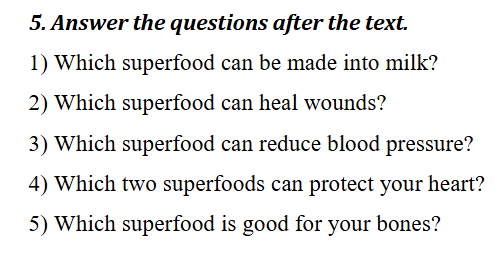 5. Answer the questions after the text.
1) Which superfood can be made into milk?
2) Which superfood can heal wounds?
3) Which superfood can reduce blood pressure?
4) Which two superfoods can protect your heart?
5) Which superfood is good for your bones?